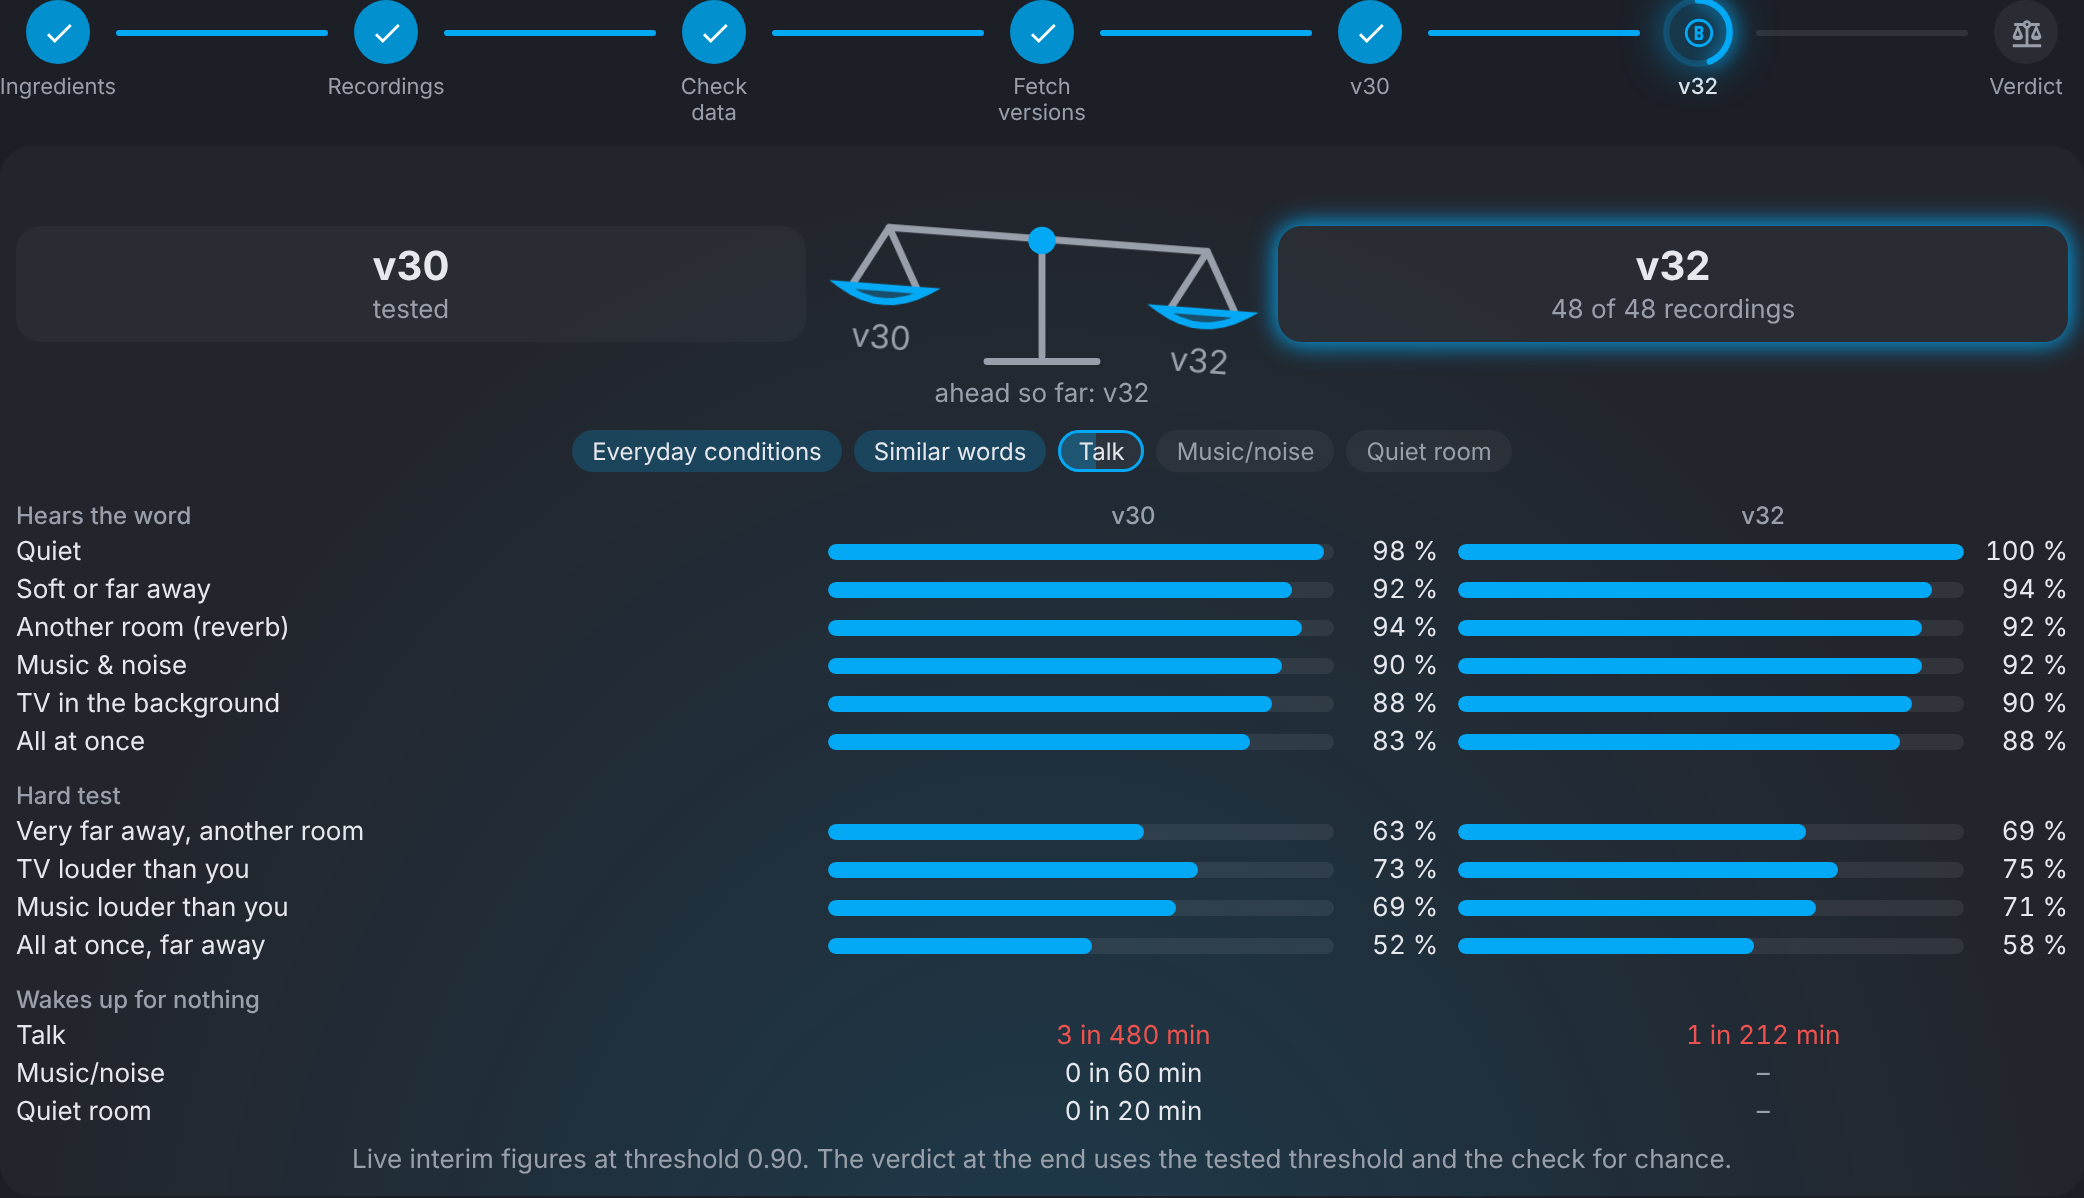 Ingredients
Recordings
Check
data
Fetch
versions
v30
B
v32
Verdict
v30
tested
v30
v32
ahead so far: v32
v32
48 of 48 recordings
Everyday conditions
Similar words
Talk
Music/noise
Quiet room
Hears the word v30 v32
Quiet 98 % 100 %
Soft or far away 92 % 94 %
Another room (reverb) 94 % 92 %
Music & noise 90 % 92 %
TV in the background 88 % 90 %
All at once 83 % 88 %
Hard test
Very far away, another room 63 % 69 %
TV louder than you 73 % 75 %
Music louder than you 69 % 71 %
All at once, far away 52 % 58 %
Wakes up for nothing
Talk 3 in 480 min 1 in 212 min
Music/noise 0 in 60 min –
Quiet room 0 in 20 min –
Live interim figures at threshold 0.90. The verdict at the end uses the tested threshold and the check for chance.